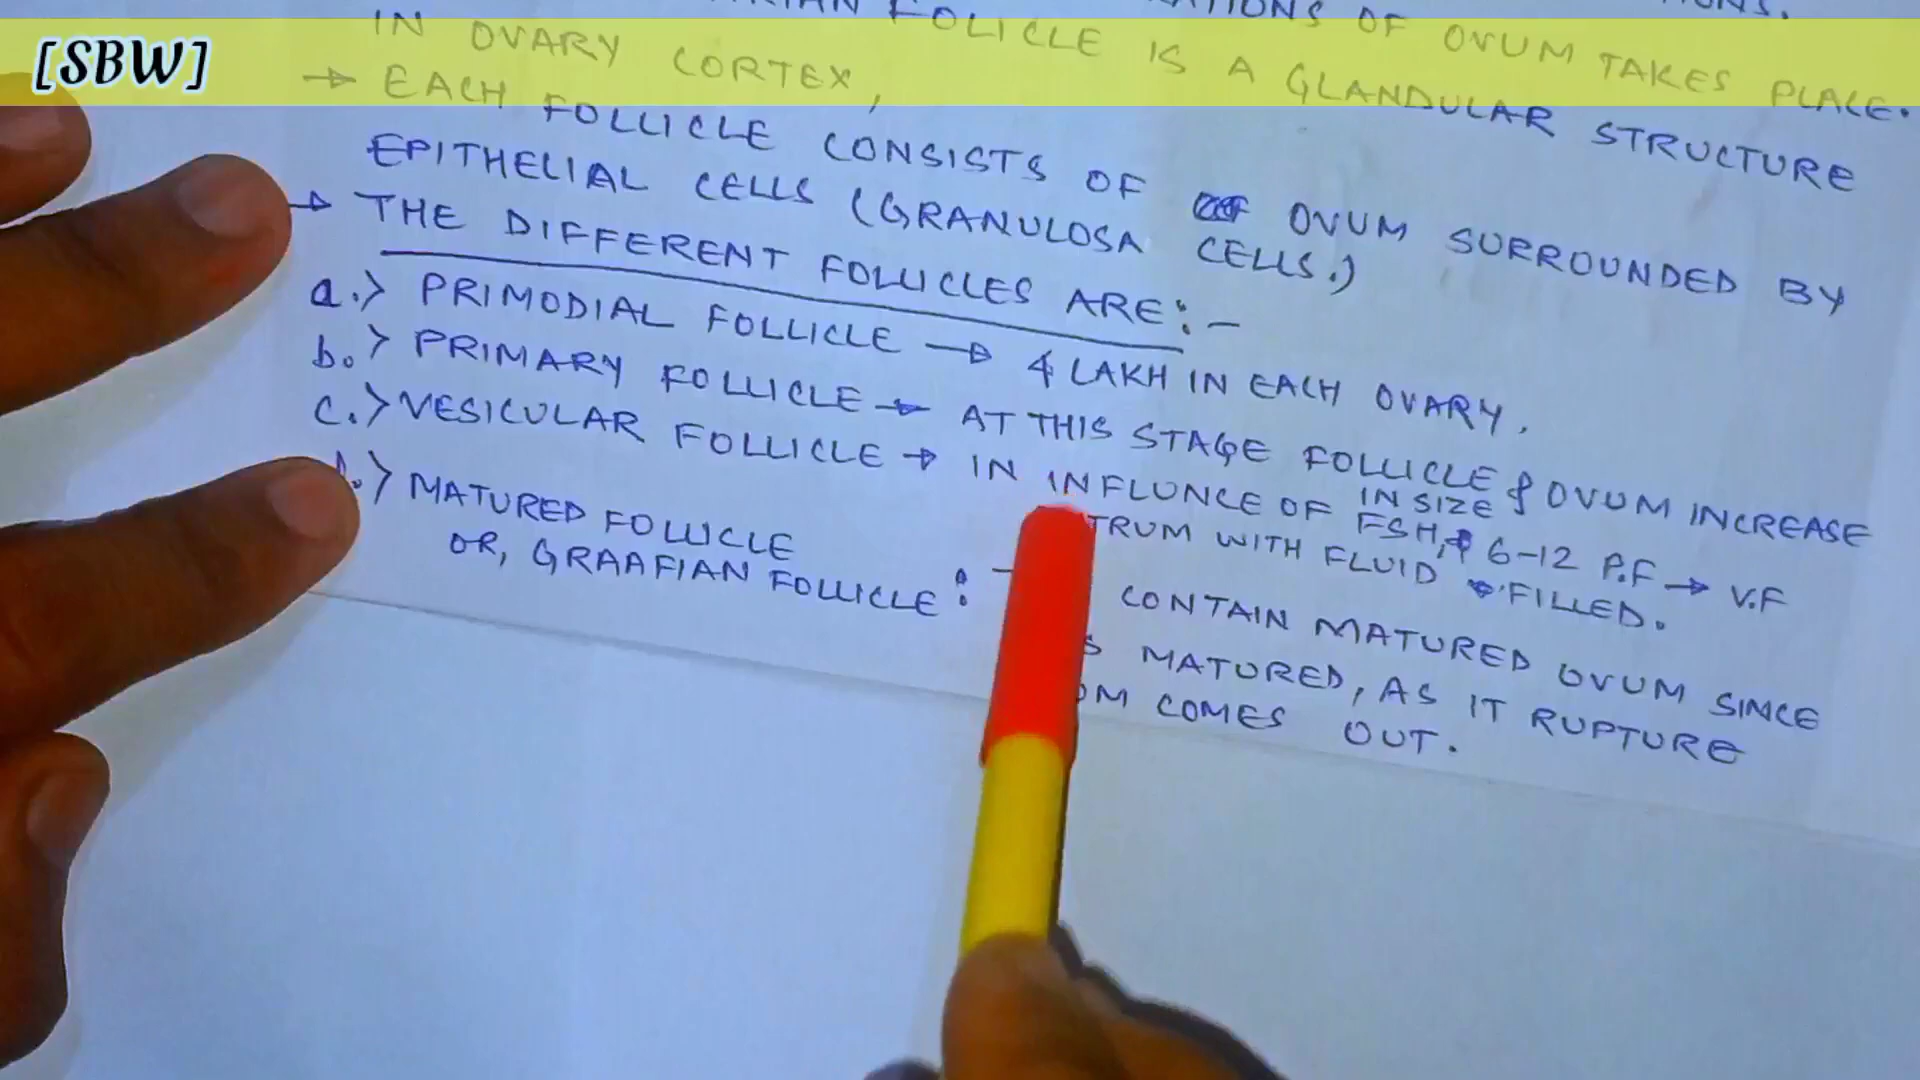 [SBW]
FOLICLE IS A GLANDULAR STRUCTURE
IN OVARY CORTEX, OF OVUM TAKES PLACE.
→ EACH FOLLICLE CONSISTS OF OVUM SURROUNDED BY
EPITHELIAL CELLS (GRANULOSA CELLS.)
→ THE DIFFERENT FOLLICLES ARE:-
a.> PRIMODIAL FOLLICLE → 4 LAKH IN EACH OVARY.
b.> PRIMARY FOLLICLE → AT THIS STAGE FOLLICLE & OVUM INCREASE
IN SIZE
c.> VESICULAR FOLLICLE → IN INFLUNCE OF FSH, 6-12 P.F → V.F
TRUM WITH FLUID FILLED.
.> MATURED FOLLICLE
OR, GRAAFIAN FOLLICLE:- CONTAIN MATURED OVUM SINCE
MATURED, AS IT RUPTURE
COMES OUT.